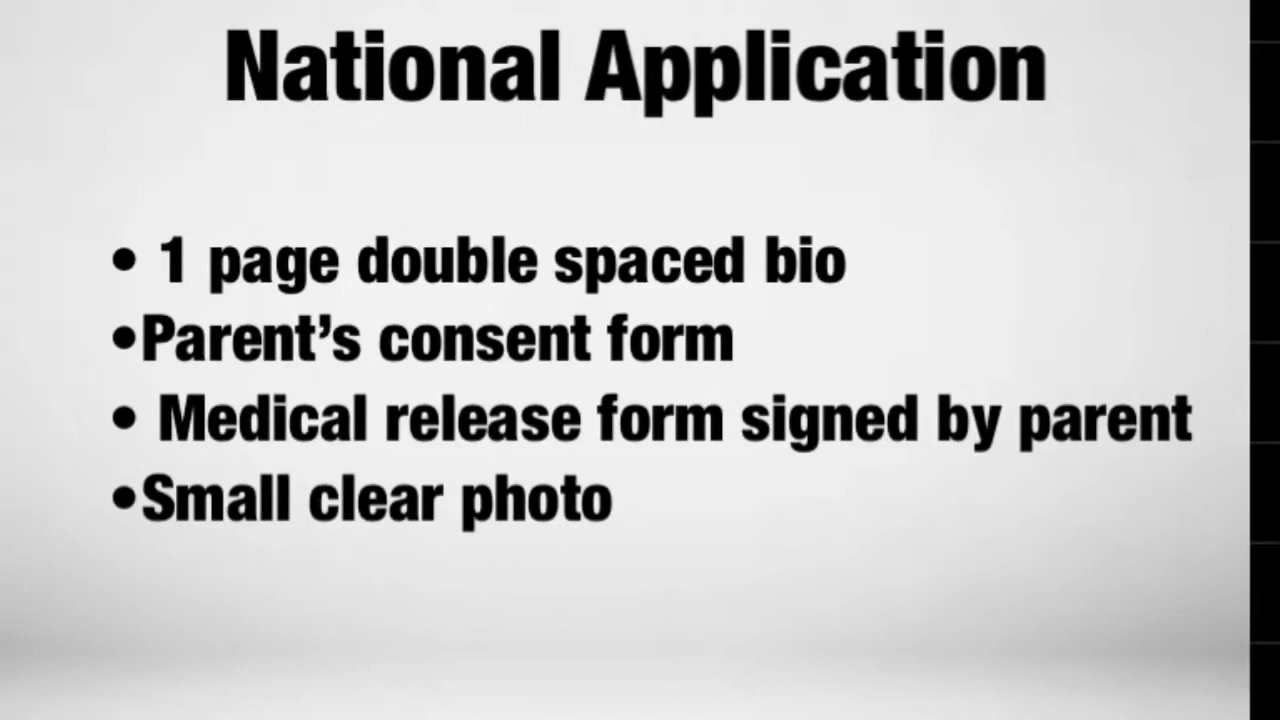 National Application
• 1 page double spaced bio
•Parent’s consent form
• Medical release form signed by parent
•Small clear photo